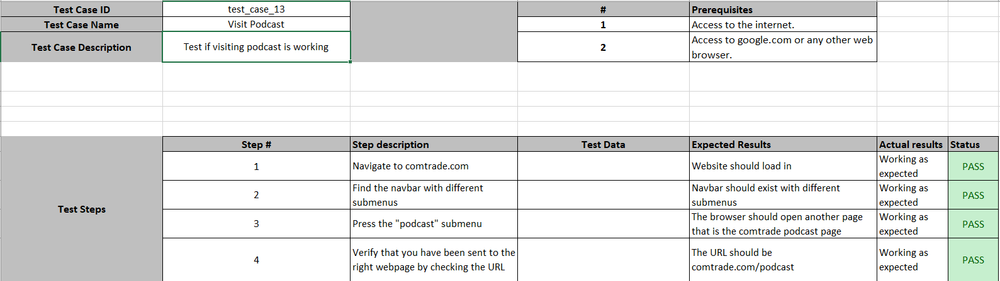 Test Case ID test_case_13 # Prerequisites
Test Case Name Visit Podcast 1 Access to the internet.
Test Case Description Test if visiting podcast is working 2 Access to google.com or any other web
browser.
Step # Step description Test Data Expected Results Actual results Status
Test Steps
1 Navigate to comtrade.com Website should load in Working as
expected PASS
2 Find the navbar with different
submenus
Navbar should exist with different
submenus
Working as
expected
PASS
3 Press the "podcast" submenu
The browser should open another page
that is the comtrade podcast page
Working as
expected
PASS
4 Verify that you have been sent to the
right webpage by checking the URL
The URL should be
comtrade.com/podcast
Working as
expected
PASS